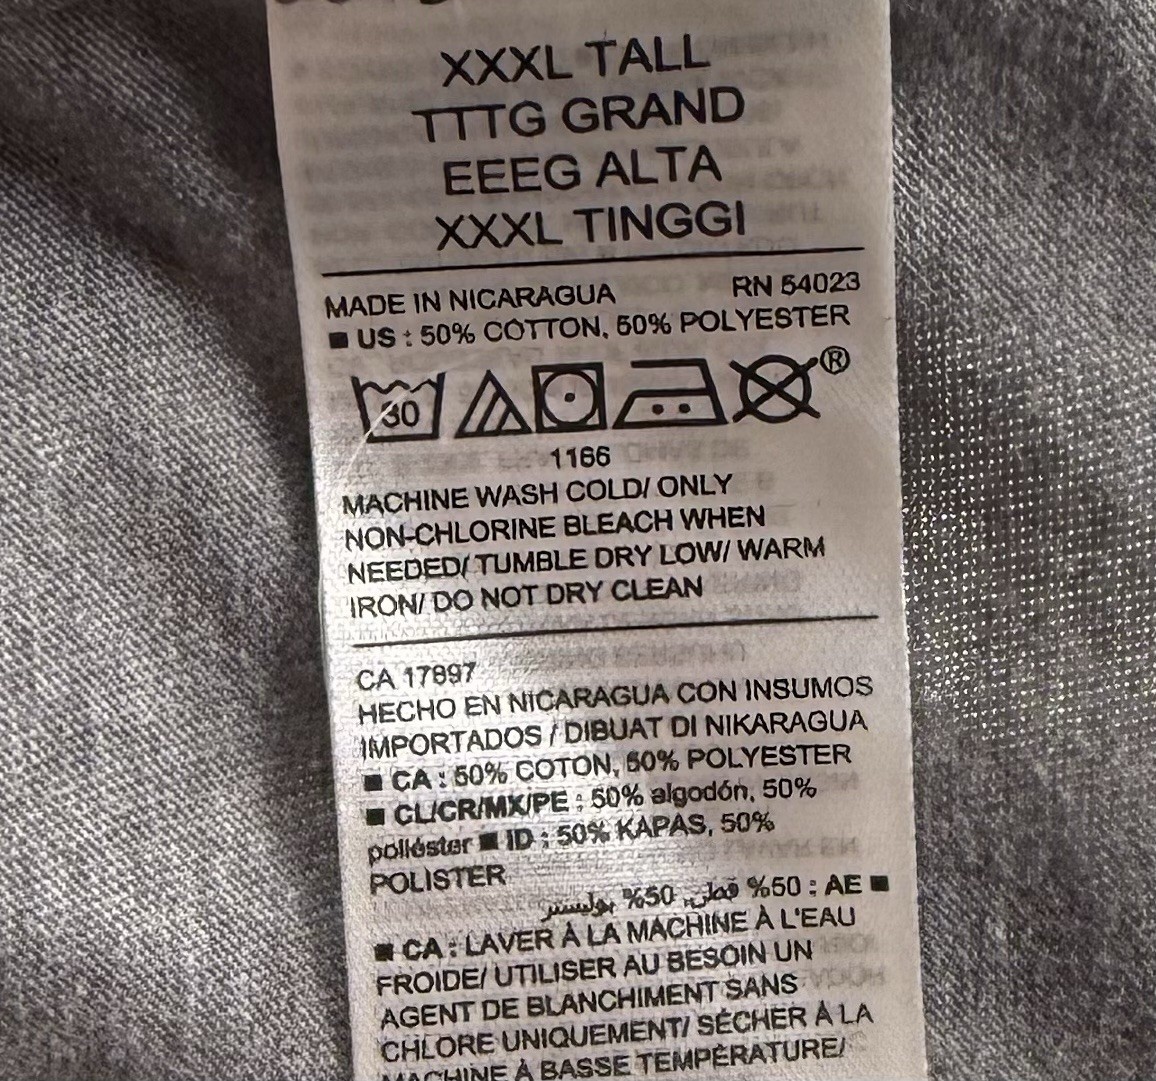 XXXL TALL
TTTG GRAND
EEEG ALTA
XXXL TINGGI
MADE IN NICARAGUA RN 54023
■ US : 50% COTTON, 50% POLYESTER
30 ®
1166
MACHINE WASH COLD/ ONLY
NON-CHLORINE BLEACH WHEN
NEEDED/ TUMBLE DRY LOW/ WARM
IRON/ DO NOT DRY CLEAN
CA 17897
HECHO EN NICARAGUA CON INSUMOS
IMPORTADOS / DIBUAT DI NIKARAGUA
■ CA : 50% COTON, 50% POLYESTER
■ CL/CR/MX/PE : 50% algodón, 50%
poliéster ■ ID : 50% KAPAS, 50%
POLISTER
■ AE : 50% قطن, 50% بوليستر
■ CA : LAVER À LA MACHINE À L'EAU
FROIDE/ UTILISER AU BESOIN UN
AGENT DE BLANCHIMENT SANS
CHLORE UNIQUEMENT/ SÉCHER À LA
MACHINE À BASSE TEMPÉRATURE/